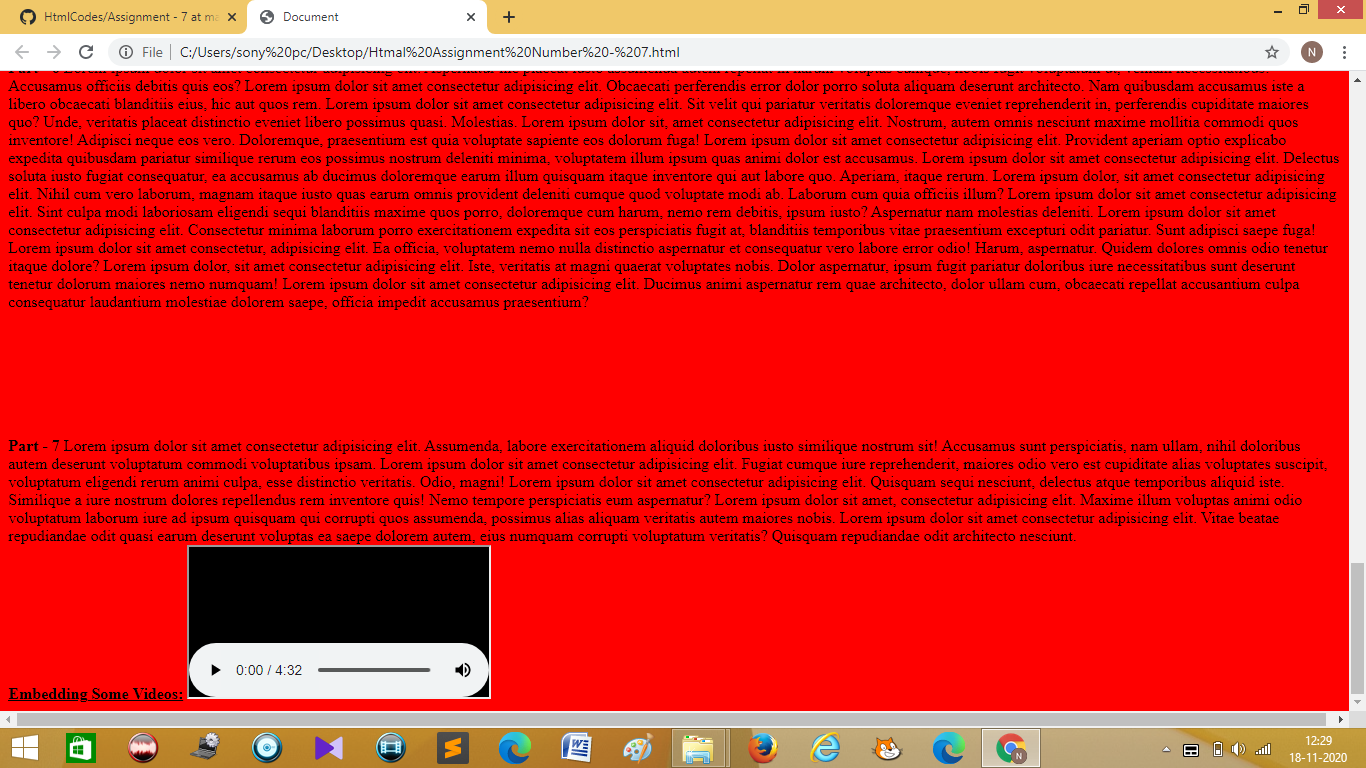 HtmlCodes/Assignment - 7 at ma
Document
File
C:/Users/sony%20pc/Desktop/Htmal%20Assignment%20Number%20-%207.html
N
Accusamus officiis debitis quis eos? Lorem ipsum dolor sit amet consectetur adipisicing elit. Obcaecati perferendis error dolor porro soluta aliquam deserunt architecto. Nam quibusdam accusamus iste a
libero obcaecati blanditiis eius, hic aut quos rem. Lorem ipsum dolor sit amet consectetur adipisicing elit. Sit velit qui pariatur veritatis doloremque eveniet reprehenderit in, perferendis cupiditate maiores
quo? Unde, veritatis placeat distinctio eveniet libero possimus quasi. Molestias. Lorem ipsum dolor sit, amet consectetur adipisicing elit. Nostrum, autem omnis nesciunt maxime mollitia commodi quos
inventore! Adipisci neque eos vero. Doloremque, praesentium est quia voluptate sapiente eos dolorum fuga! Lorem ipsum dolor sit amet consectetur adipisicing elit. Provident aperiam optio explicabo
expedita quibusdam pariatur similique rerum eos possimus nostrum deleniti minima, voluptatem illum ipsum quas animi dolor est accusamus. Lorem ipsum dolor sit amet consectetur adipisicing elit. Delectus
soluta iusto fugiat consequatur, ea accusamus ab ducimus doloremque earum illum quisquam itaque inventore qui aut labore quo. Aperiam, itaque rerum. Lorem ipsum dolor, sit amet consectetur adipisicing
elit. Nihil cum vero laborum, magnam itaque iusto quas earum omnis provident deleniti cumque quod voluptate modi ab. Laborum cum quia officiis illum? Lorem ipsum dolor sit amet consectetur adipisicing
elit. Sint culpa modi laboriosam eligendi sequi blanditiis maxime quos porro, doloremque cum harum, nemo rem debitis, ipsum iusto? Aspernatur nam molestias deleniti. Lorem ipsum dolor sit amet
consectetur adipisicing elit. Consectetur minima laborum porro exercitationem expedita sit eos perspiciatis fugit at, blanditiis temporibus vitae praesentium excepturi odit pariatur. Sunt adipisci saepe fuga!
Lorem ipsum dolor sit amet consectetur, adipisicing elit. Ea officia, voluptatem nemo nulla distinctio aspernatur et consequatur vero labore error odio! Harum, aspernatur. Quidem dolores omnis odio tenetur
itaque dolore? Lorem ipsum dolor, sit amet consectetur adipisicing elit. Iste, veritatis at magni quaerat voluptates nobis. Dolor aspernatur, ipsum fugit pariatur doloribus iure necessitatibus sunt deserunt
tenetur dolorum maiores nemo numquam! Lorem ipsum dolor sit amet consectetur adipisicing elit. Ducimus animi aspernatur rem quae architecto, dolor ullam cum, obcaecati repellat accusantium culpa
consequatur laudantium molestiae dolorem saepe, officia impedit accusamus praesentium?
Part - 7 Lorem ipsum dolor sit amet consectetur adipisicing elit. Assumenda, labore exercitationem aliquid doloribus iusto similique nostrum sit! Accusamus sunt perspiciatis, nam ullam, nihil doloribus
autem deserunt voluptatum commodi voluptatibus ipsam. Lorem ipsum dolor sit amet consectetur adipisicing elit. Fugiat cumque iure reprehenderit, maiores odio vero est cupiditate alias voluptates suscipit,
voluptatum eligendi rerum animi culpa, esse distinctio veritatis. Odio, magni! Lorem ipsum dolor sit amet consectetur adipisicing elit. Quisquam sequi nesciunt, delectus atque temporibus aliquid iste.
Similique a iure nostrum dolores repellendus rem inventore quis! Nemo tempore perspiciatis eum aspernatur? Lorem ipsum dolor sit amet, consectetur adipisicing elit. Maxime illum voluptas animi odio
voluptatum laborum iure ad ipsum quisquam qui corrupti quos assumenda, possimus alias aliquam veritatis autem maiores nobis. Lorem ipsum dolor sit amet consectetur adipisicing elit. Vitae beatae
repudiandae odit quasi earum deserunt voluptas ea saepe dolorem autem, eius numquam corrupti voluptatum veritatis? Quisquam repudiandae odit architecto nesciunt.
0:00 / 4:32
Embedding Some Videos:
12:29
18-11-2020